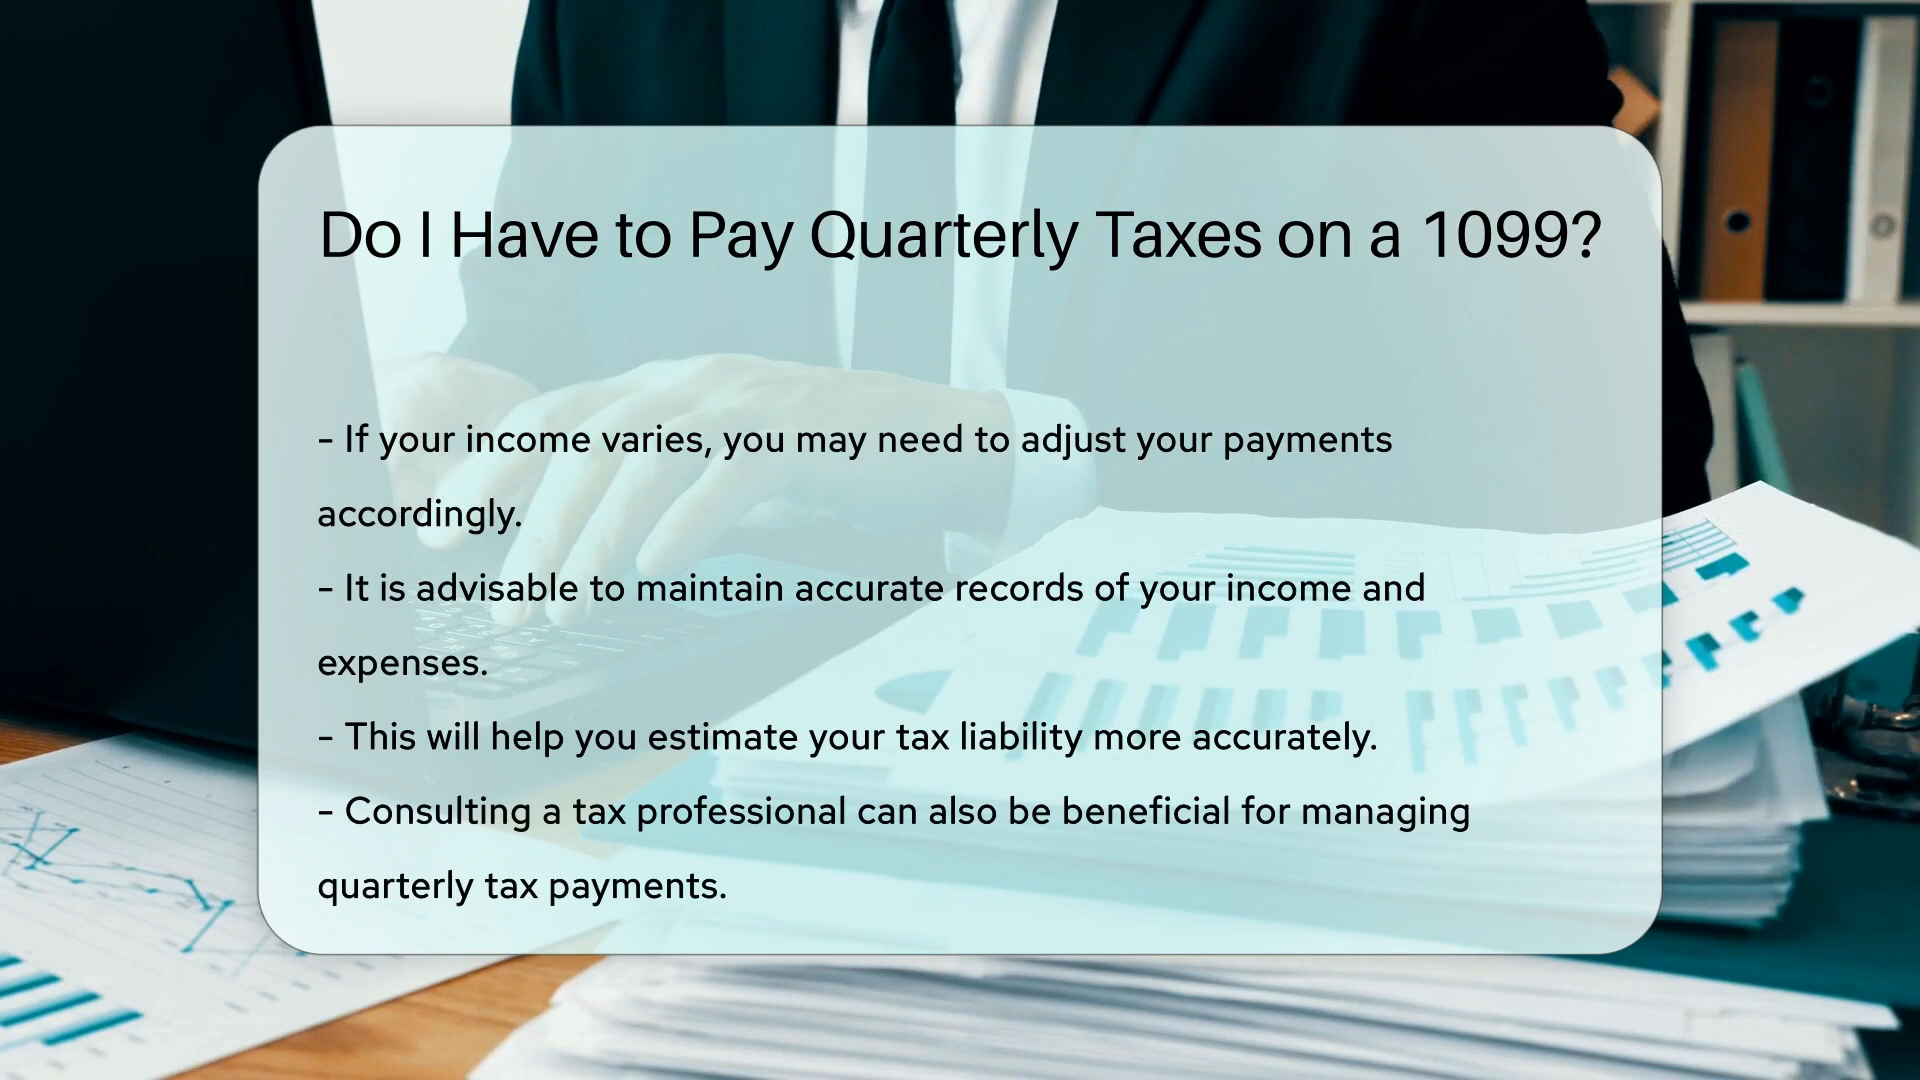 Do I Have to Pay Quarterly Taxes on a 1099?
- If your income varies, you may need to adjust your payments
accordingly.
- It is advisable to maintain accurate records of your income and
expenses.
- This will help you estimate your tax liability more accurately.
- Consulting a tax professional can also be beneficial for managing
quarterly tax payments.